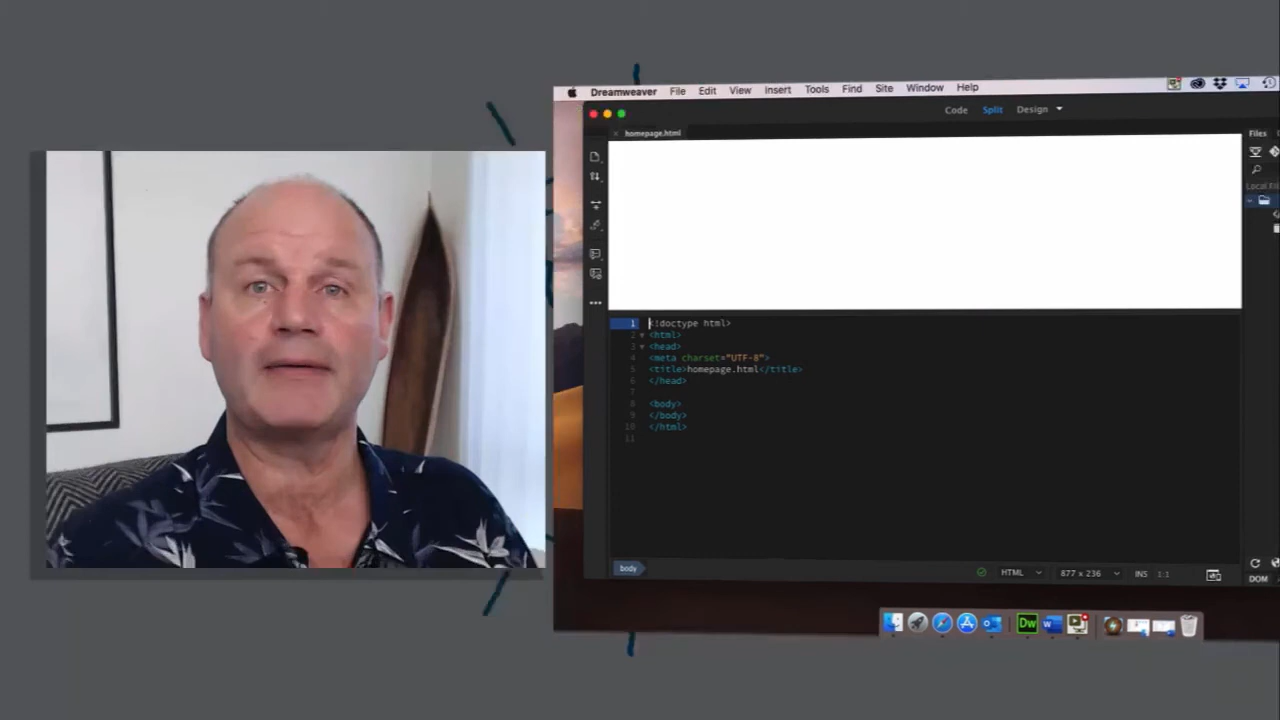 Dreamweaver File Edit View Insert Tools Find Site Window Help
Code Split Design
homepage.html
Files
1 <!doctype html>
2 <html>
3 <head>
4 <meta charset="UTF-8">
5 <title>homepage.html</title>
6 </head>
7
8 <body>
9 </body>
10 </html>
11
body
HTML
877 x 236
INS
1:1
DOM
Dw
W